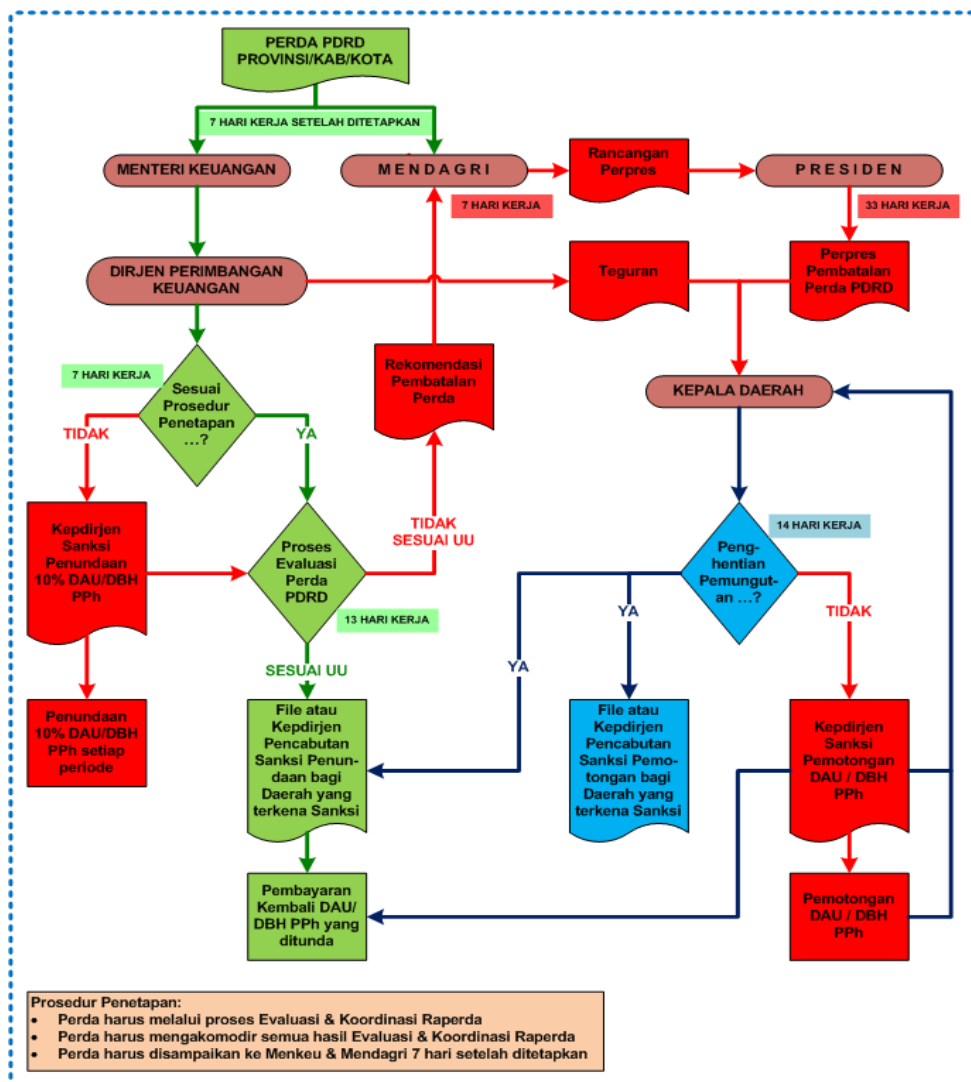 PERDA PDRD
PROVINSI/KAB/KOTA
7 HARI KERJA SETELAH DITETAPKAN
MENTERI KEUANGAN
M E N D A G R I
Rancangan
Perpres
P R E S I D E N
7 HARI KERJA
33 HARI KERJA
DIRJEN PERIMBANGAN
KEUANGAN
Teguran
Perpres
Pembatalan
Perda PDRD
7 HARI KERJA
Sesuai
Prosedur
Penetapan
...?
Rekomendasi
Pembatalan
Perda
KEPALA DAERAH
TIDAK
YA
Kepdirjen
Sanksi
Penundaan
10% DAU/DBH
PPh
Proses
Evaluasi
Perda
PDRD
TIDAK
SESUAI UU
14 HARI KERJA
Peng-
hentian
Pemungut-
an ...?
13 HARI KERJA
YA
TIDAK
YA
SESUAI UU
Penundaan
10% DAU/DBH
PPh setiap
periode
File atau
Kepdirjen
Pencabutan
Sanksi Penun-
daan bagi
Daerah yang
terkena Sanksi
File atau
Kepdirjen
Pencabutan
Sanksi Pemo-
tongan bagi
Daerah yang
terkena Sanksi
Kepdirjen
Sanksi
Pemotongan
DAU / DBH
PPh
Pembayaran
Kembali DAU/
DBH PPh yang
ditunda
Pemotongan
DAU / DBH
PPh
Prosedur Penetapan:
• Perda harus melalui proses Evaluasi & Koordinasi Raperda
• Perda harus mengakomodir semua hasil Evaluasi & Koordinasi Raperda
• Perda harus disampaikan ke Menkeu & Mendagri 7 hari setelah ditetapkan